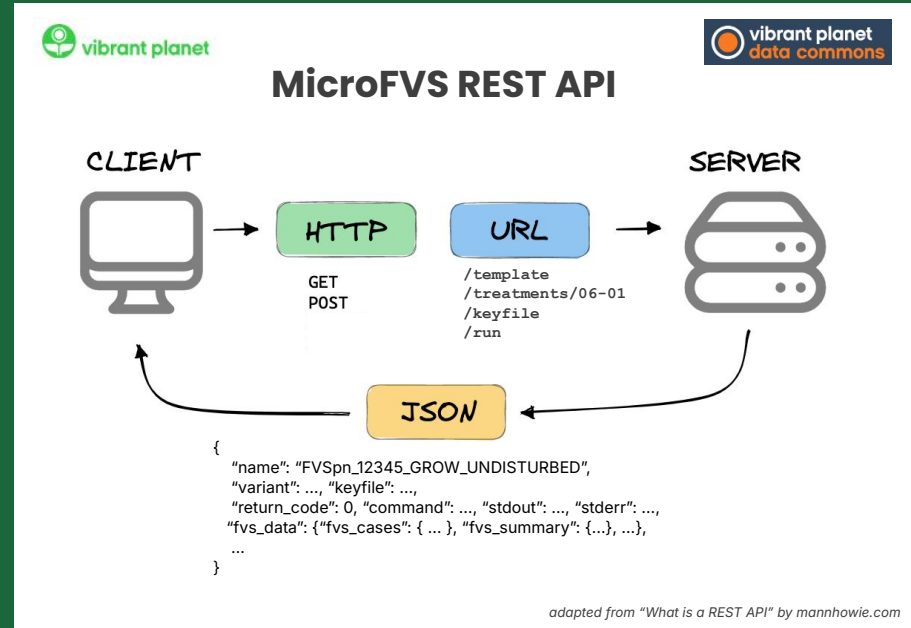 vibrant planet
vibrant planet
data commons
MicroFVS REST API
CLIENT
SERVER
HTTP
URL
GET
POST
/template
/treatments/06-01
/keyfile
/run
JSON
{
“name”: “FVSpn_12345_GROW_UNDISTURBED”,
“variant”: ..., “keyfile”: ...,
“return_code”: 0, “command”: ..., “stdout”: ..., “stderr”: ...,
“fvs_data”: {“fvs_cases”: { ... }, “fvs_summary”: {...}, ...},
...
}
adapted from “What is a REST API” by mannhowie.com